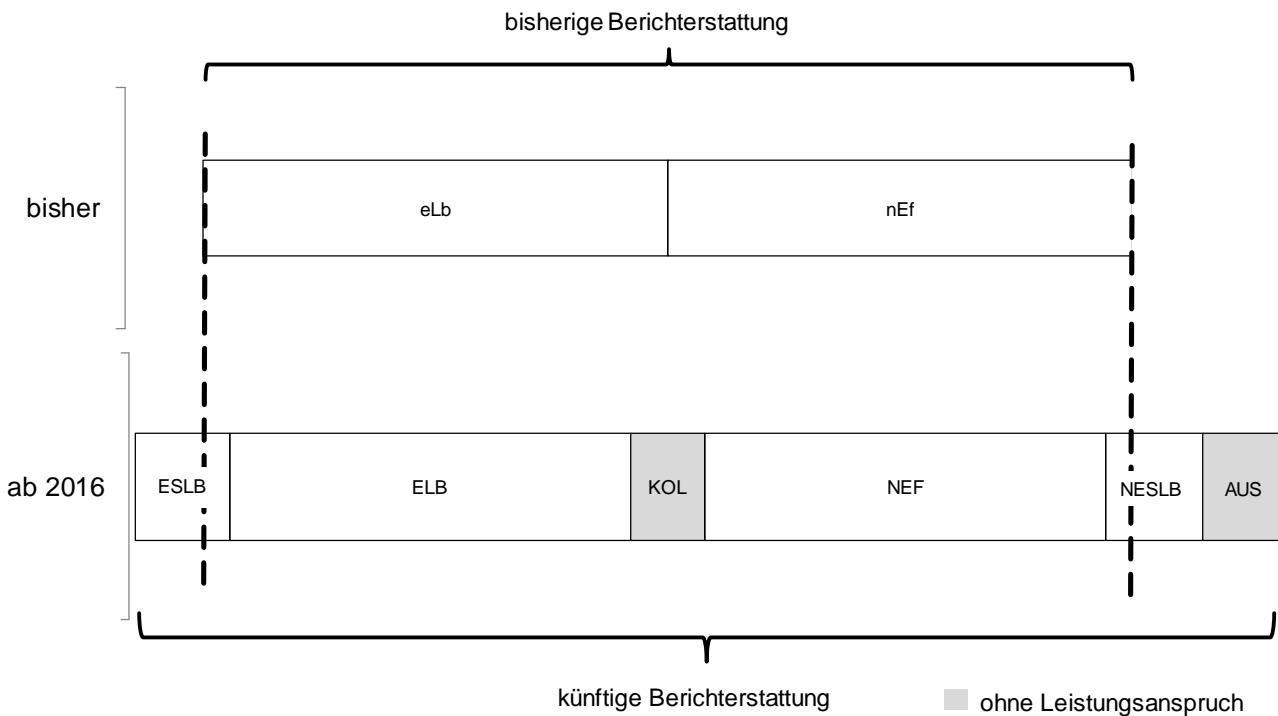 bisherige Berichterstattung
bisher
eLb
nEf
ab 2016
ESLB
ELB
KOL
NEF
NESLB
AUS
künftige Berichterstattung
ohne Leistungsanspruch